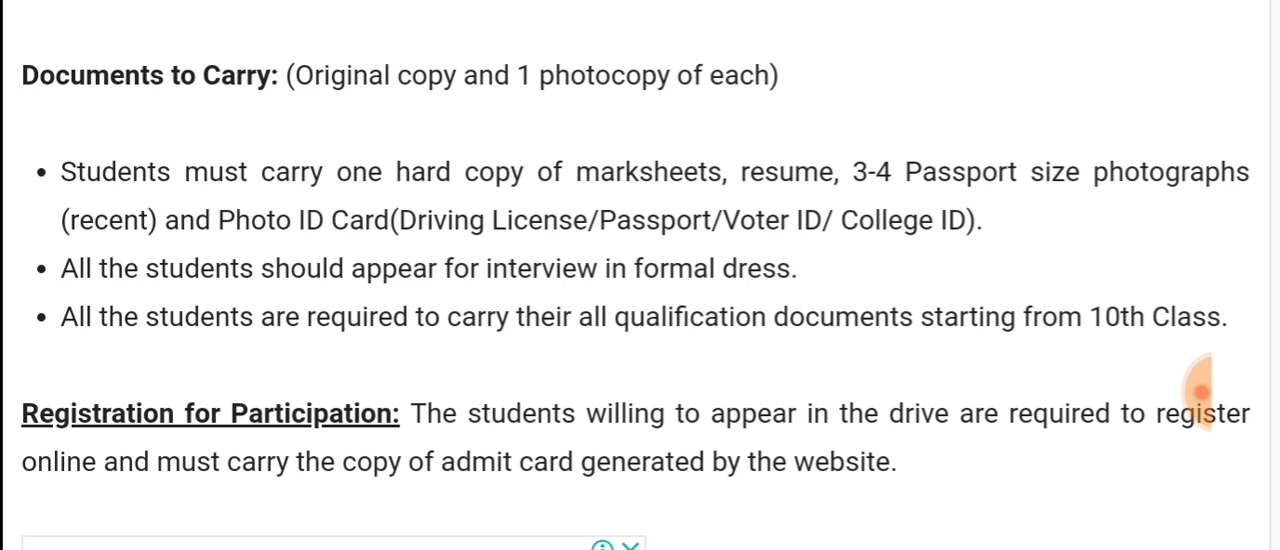 Documents to Carry: (Original copy and 1 photocopy of each)
• Students must carry one hard copy of marksheets, resume, 3-4 Passport size photographs
(recent) and Photo ID Card(Driving License/Passport/Voter ID/ College ID).
• All the students should appear for interview in formal dress.
• All the students are required to carry their all qualification documents starting from 10th Class.
Registration for Participation: The students willing to appear in the drive are required to register
online and must carry the copy of admit card generated by the website.